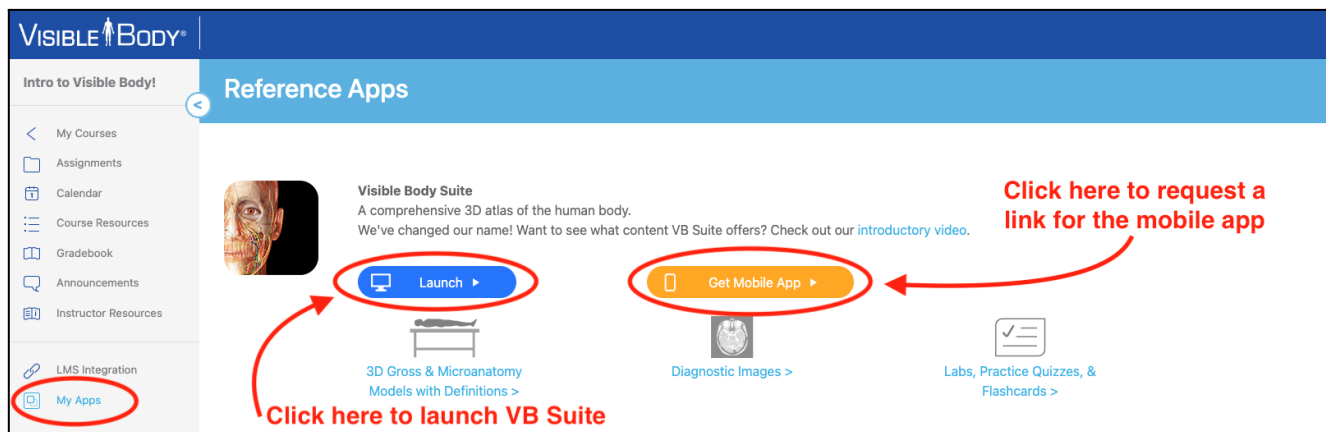 VISIBLE BODY®
Intro to Visible Body!
<
Reference Apps
My Courses
Assignments
Calendar
Course Resources
Gradebook
Announcements
Instructor Resources
LMS Integration
My Apps
Visible Body Suite
A comprehensive 3D atlas of the human body.
We've changed our name! Want to see what content VB Suite offers? Check out our introductory video.
Click here to request a
link for the mobile app
Launch
Get Mobile App
3D Gross & Microanatomy
Models with Definitions >
Diagnostic Images >
Labs, Practice Quizzes, &
Flashcards >
Click here to launch VB Suite